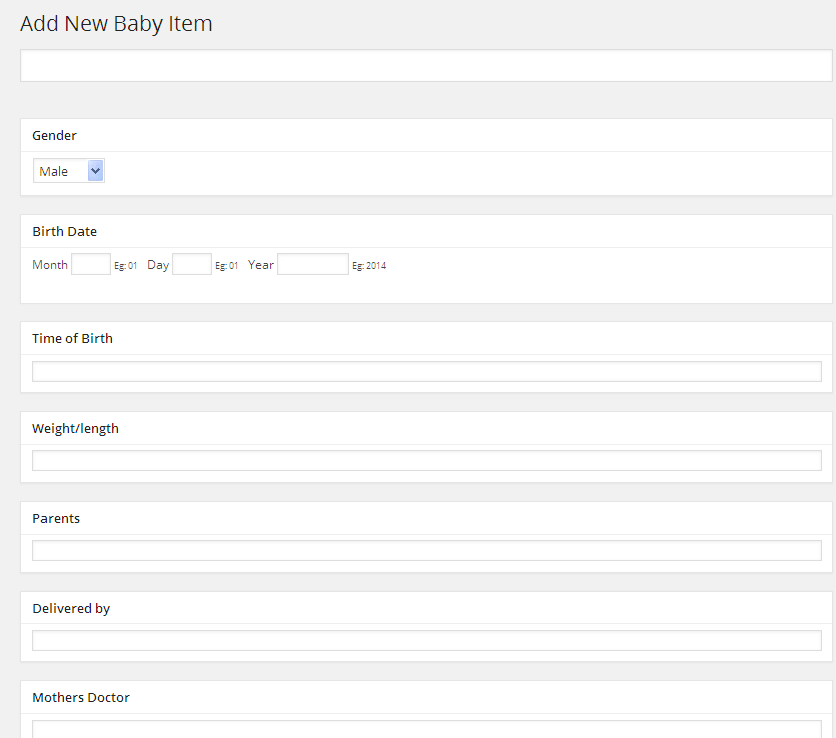 Add New Baby Item
Gender
Male
Birth Date
Month Eg: 01 Day Eg: 01 Year Eg: 2014
Time of Birth
Weight/length
Parents
Delivered by
Mothers Doctor